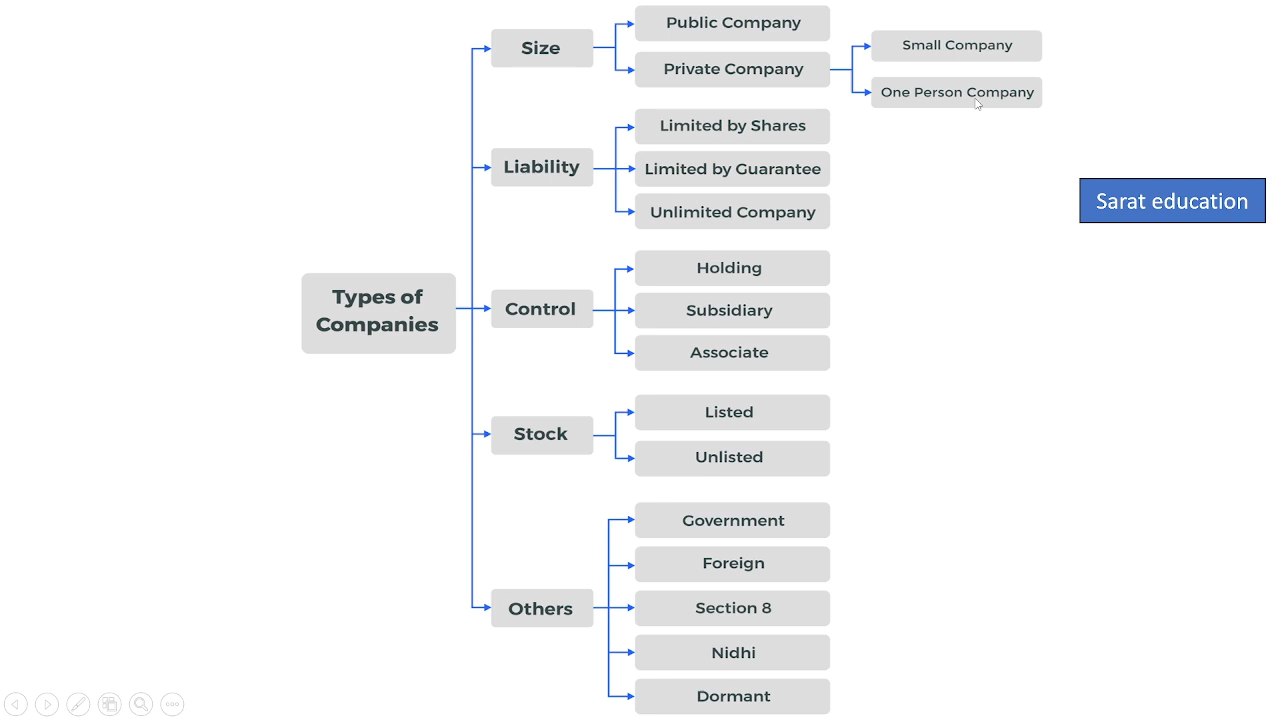 Size
Public Company
Private Company
Small Company
One Person Company
Liability
Limited by Shares
Limited by Guarantee
Unlimited Company
Sarat education
Types of
Companies
Control
Holding
Subsidiary
Associate
Stock
Listed
Unlisted
Others
Government
Foreign
Section 8
Nidhi
Dormant